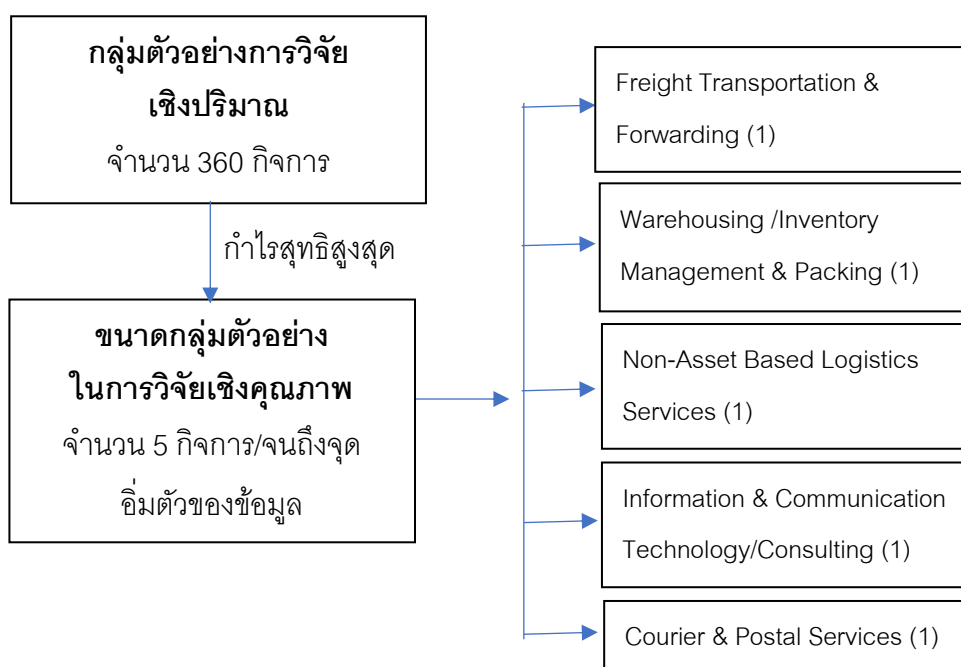 กลุ่มตัวอย่างการวิจัย
เชิงปริมาณ
จำนวน 360 กิจการ
กำไรสุทธิสูงสุด
ขนาดกลุ่มตัวอย่าง
ในการวิจัยเชิงคุณภาพ
จำนวน 5 กิจการ/จนถึงจุด
อิ่มตัวของข้อมูล
Freight Transportation &
Forwarding (1)
Warehousing /Inventory
Management & Packing (1)
Non-Asset Based Logistics
Services (1)
Information & Communication
Technology/Consulting (1)
Courier & Postal Services (1)